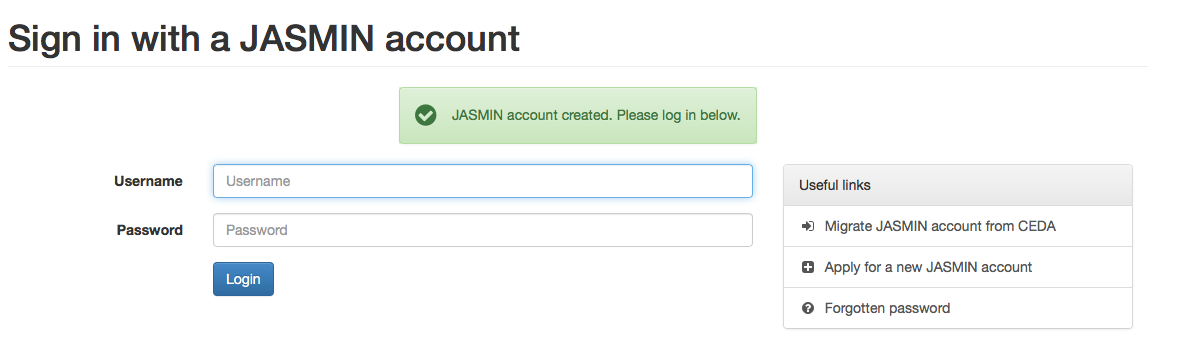 Sign in with a JASMIN account
JASMIN account created. Please log in below.
Username
Username
Password
Password
Login
Useful links
Migrate JASMIN account from CEDA
Apply for a new JASMIN account
Forgotten password